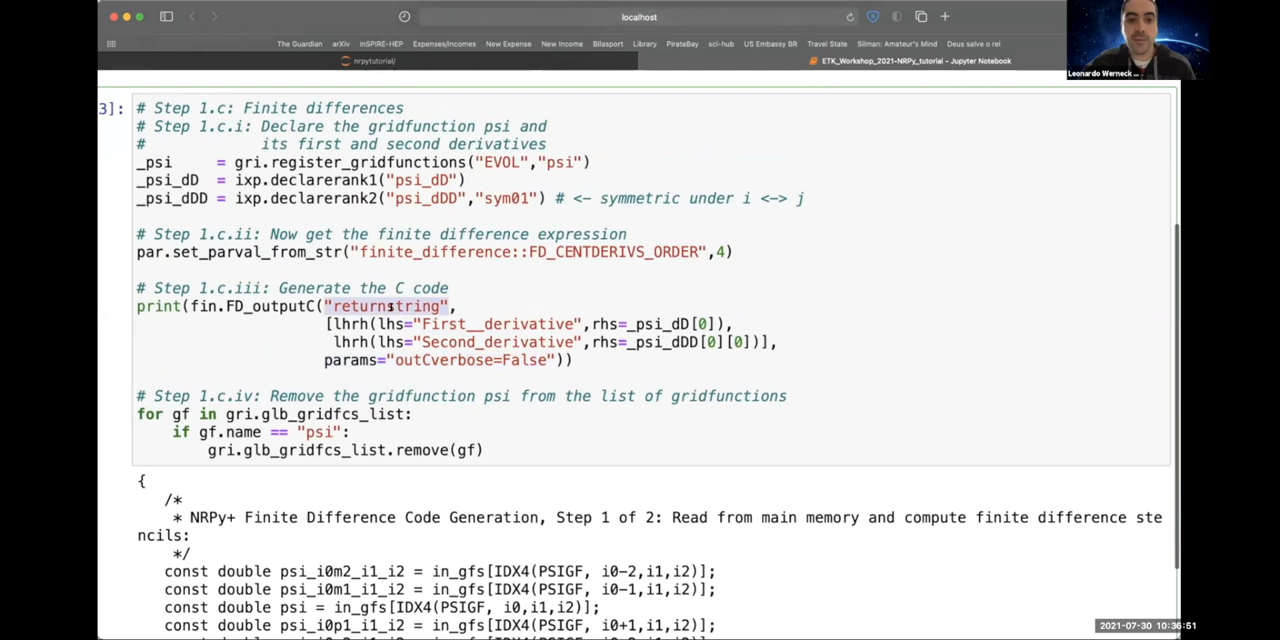 localhost
The Guardian arXiv inSPIRE-HEP Expenses/Incomes New Expense New Income Bilasport Library PirateBay sci-hub US Embassy BR Travel State Silman: Amateur's Mind Deus salve o rei
nrpytutorial/
ETK_Workshop_2021-NRPy_tutorial - Jupyter Notebook
Leonardo Werneck ...
3]: # Step 1.c: Finite differences
# Step 1.c.i: Declare the gridfunction psi and
#             its first and second derivatives
_psi     = gri.register_gridfunctions("EVOL","psi")
_psi_dD  = ixp.declarerank1("psi_dD")
_psi_dDD = ixp.declarerank2("psi_dDD","sym01") # <- symmetric under i <-> j
# Step 1.c.ii: Now get the finite difference expression
par.set_parval_from_str("finite_difference::FD_CENTDERIVS_ORDER",4)
# Step 1.c.iii: Generate the C code
print(fin.FD_outputC("returnstring",
[lhrh(lhs="First__derivative",rhs=_psi_dD[0]),
lhrh(lhs="Second_derivative",rhs=_psi_dDD[0][0])],
params="outCverbose=False"))
# Step 1.c.iv: Remove the gridfunction psi from the list of gridfunctions
for gf in gri.glb_gridfcs_list:
if gf.name == "psi":
gri.glb_gridfcs_list.remove(gf)
{
/*
* NRPy+ Finite Difference Code Generation, Step 1 of 2: Read from main memory and compute finite difference ste
ncils:
*/
const double psi_i0m2_i1_i2 = in_gfs[IDX4(PSIGF, i0-2,i1,i2)];
const double psi_i0m1_i1_i2 = in_gfs[IDX4(PSIGF, i0-1,i1,i2)];
const double psi = in_gfs[IDX4(PSIGF, i0,i1,i2)];
const double psi_i0p1_i1_i2 = in_gfs[IDX4(PSIGF, i0+1,i1,i2)];
2021-07-30 10:36:51